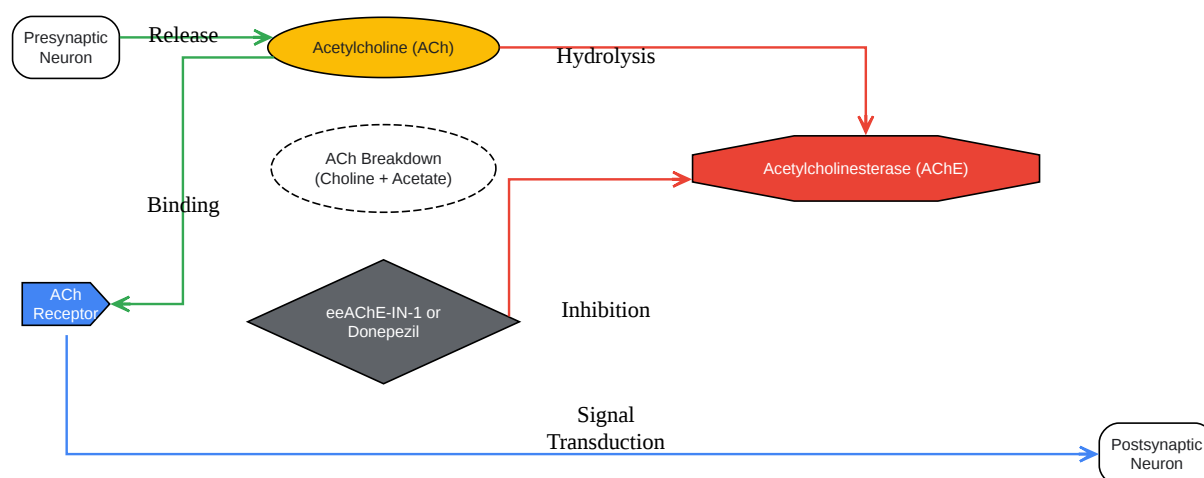 Presynaptic
Neuron
Release
Acetylcholine (ACh)
Hydrolysis
ACh Breakdown
(Choline + Acetate)
Acetylcholinesterase (AChE)
Binding
ACh
Receptor
eeAChE-IN-1 or
Donepezil
Inhibition
Signal
Transduction
Postsynaptic
Neuron